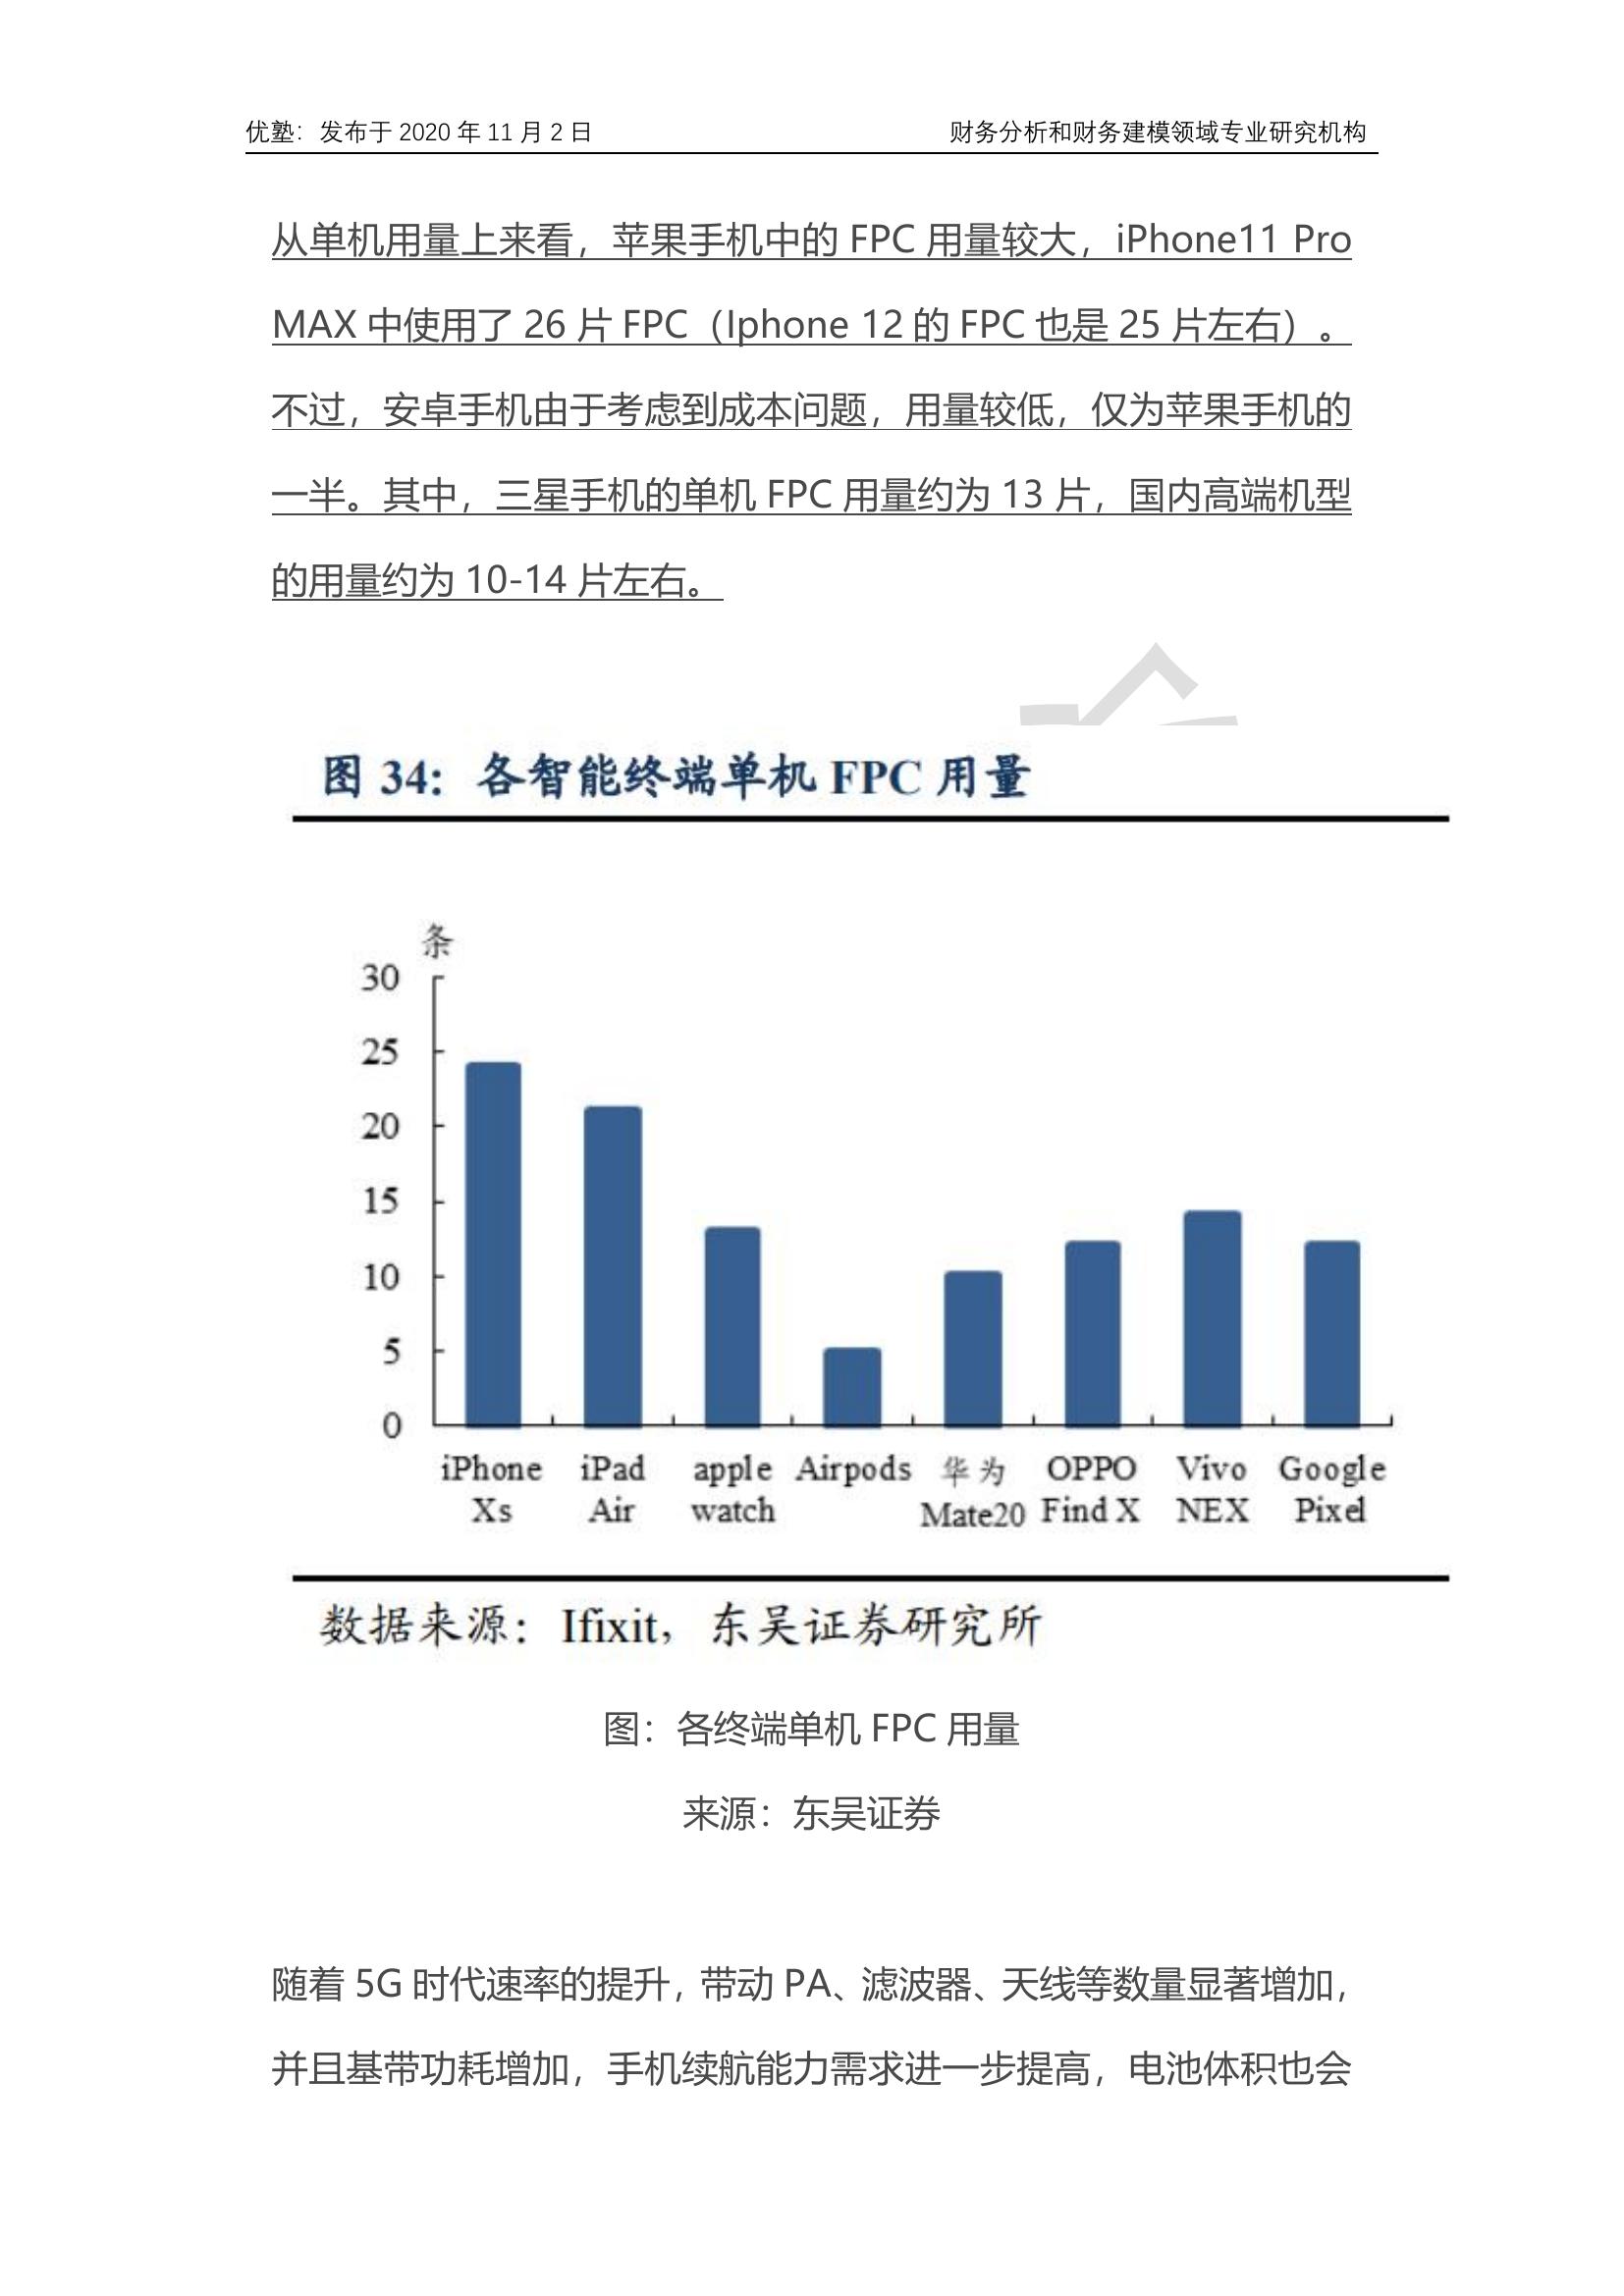 优塾：发布于 2020 年 11 月 2 日
财务分析和财务建模领域专业研究机构
从单机用量上来看，苹果手机中的 FPC 用量较大，iPhone11 Pro
MAX 中使用了 26 片 FPC（Iphone 12 的 FPC 也是 25 片左右）。
不过，安卓手机由于考虑到成本问题，用量较低，仅为苹果手机的
一半。其中，三星手机的单机 FPC 用量约为 13 片，国内高端机型
的用量约为 10-14 片左右。
图 34：各智能终端单机 FPC 用量
条
30
25
20
15
10
5
0
iPhone Xs
iPad Air
apple watch
Airpods
华为 Mate20
OPPO Find X
Vivo NEX
Google Pixel
数据来源：Ifixit，东吴证券研究所
图：各终端单机 FPC 用量
来源：东吴证券
随着 5G 时代速率的提升，带动 PA、滤波器、天线等数量显著增加，
并且基带功耗增加，手机续航能力需求进一步提高，电池体积也会